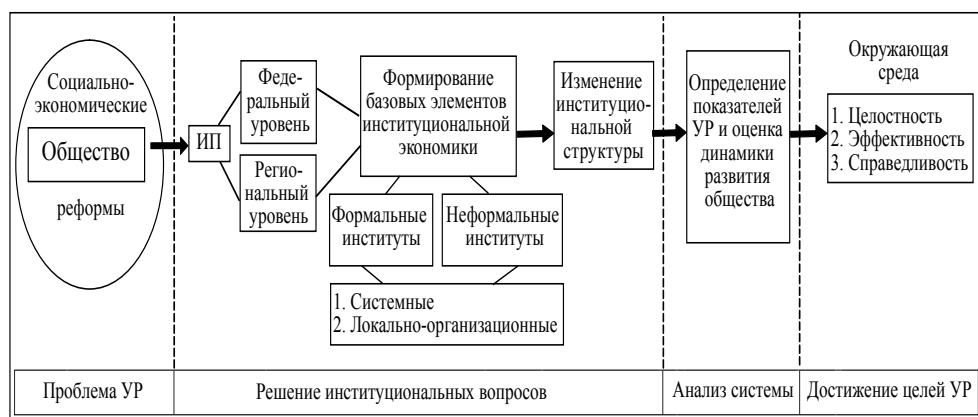 Социально-
экономические
Общество
реформы
ИП
Феде-
ральный
уровень
Регио-
нальный
уровень
Формирование
базовых элементов
институциональной
экономики
Формальные
институты
Неформальные
институты
1. Системные
2. Локально-организационные
Изменение
институцио-
нальной
структуры
Определение
показателей
УР и оценка
динамики
развития
общества
Окружающая
среда
1. Целостность
2. Эффективность
3. Справедливость
Проблема УР
Решение институциональных вопросов
Анализ системы
Достижение целей УР